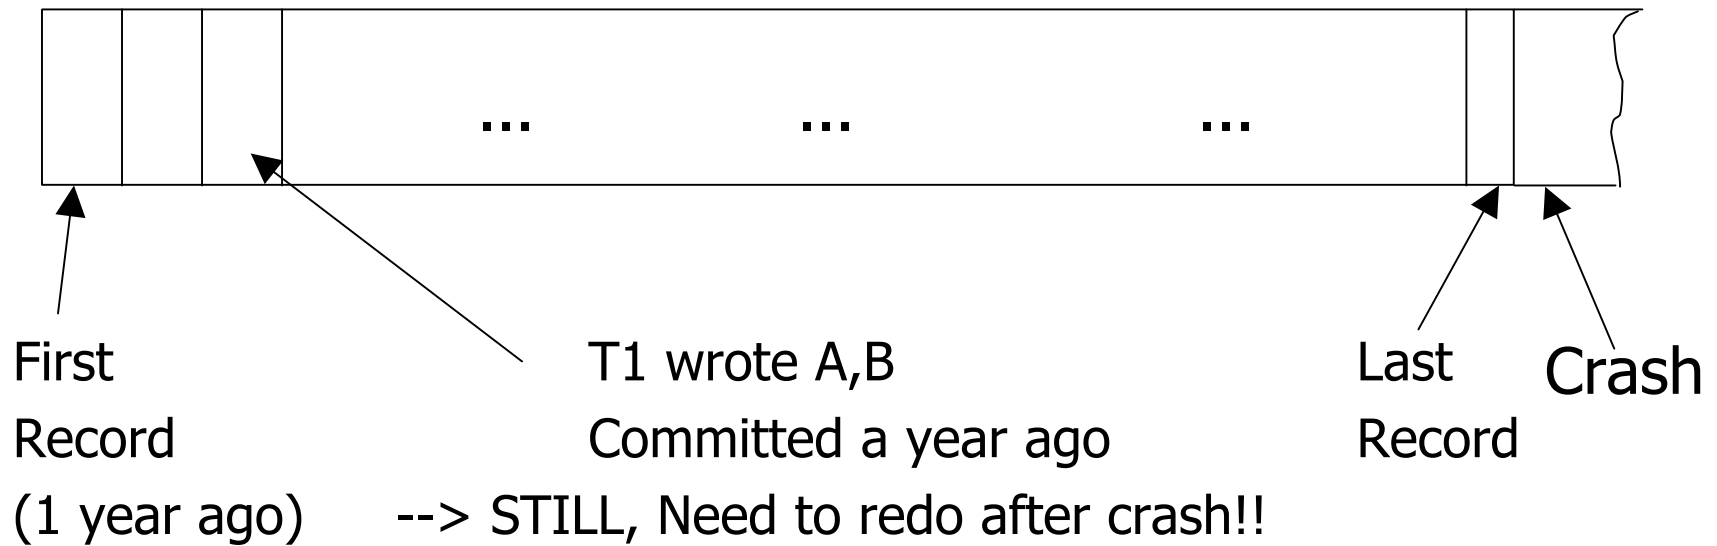 ... ... ...
First T1 wrote A,B Last Crash
Record Committed a year ago Record
(1 year ago) --> STILL, Need to redo after crash!!